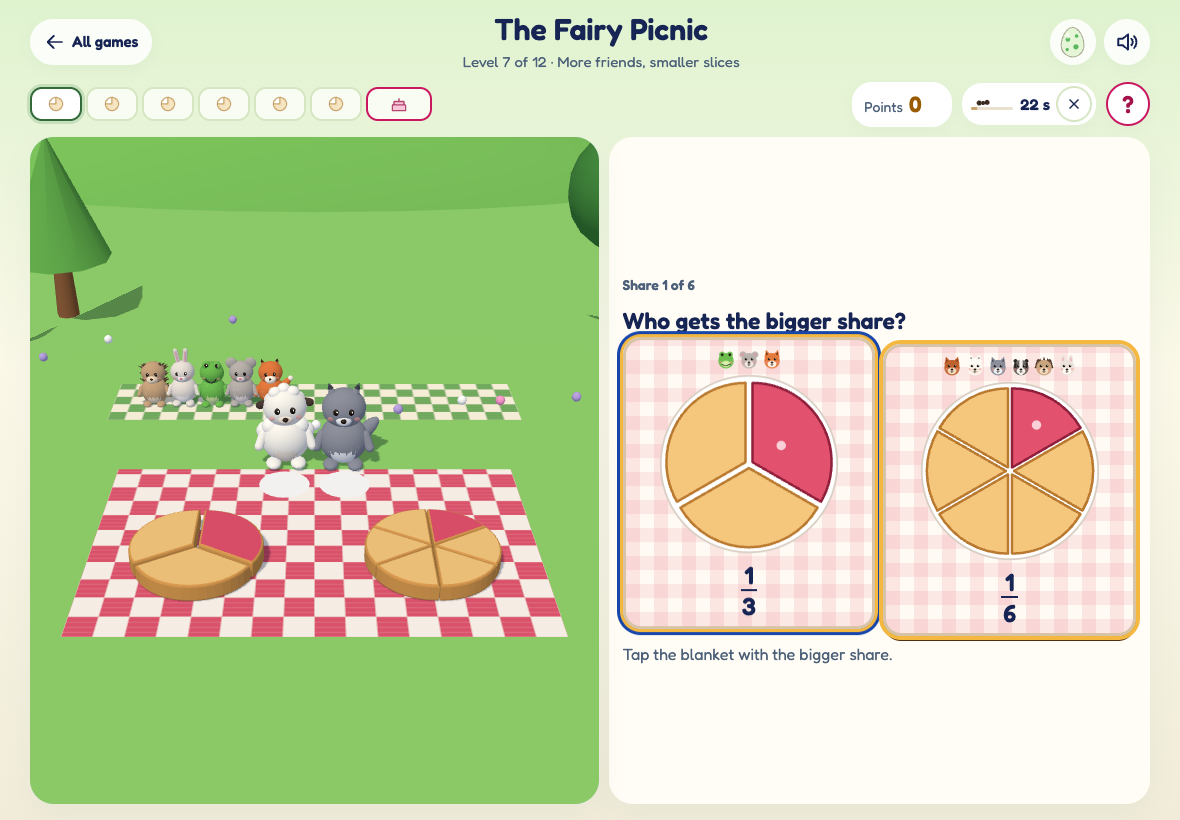 All games
The Fairy Picnic
Level 7 of 12 · More friends, smaller slices
Points 0
22 s
?
Share 1 of 6
Who gets the bigger share?
1
3
1
6
Tap the blanket with the bigger share.